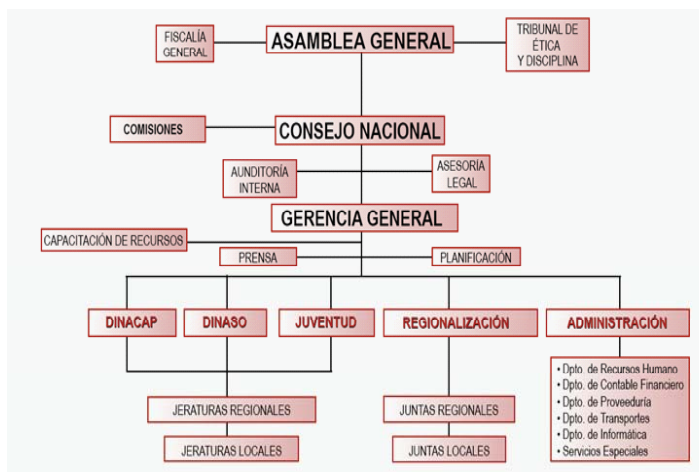 FISCALÍA
GENERAL
ASAMBLEA GENERAL
TRIBUNAL DE
ÉTICA
Y DISCIPLINA
COMISIONES
CONSEJO NACIONAL
AUNDITORÍA
INTERNA
ASESORÍA
LEGAL
GERENCIA GENERAL
CAPACITACIÓN DE RECURSOS
PRENSA
PLANIFICACIÓN
DINACAP
DINASO
JUVENTUD
REGIONALIZACIÓN
ADMINISTRACIÓN
• Dpto. de Recursos Humano
• Dpto. de Contable Financiero
• Dpto. de Proveeduría
• Dpto. de Transportes
• Dpto. de Informática
• Servicios Especiales
JERATURAS REGIONALES
JUNTAS REGIONALES
JERATURAS LOCALES
JUNTAS LOCALES